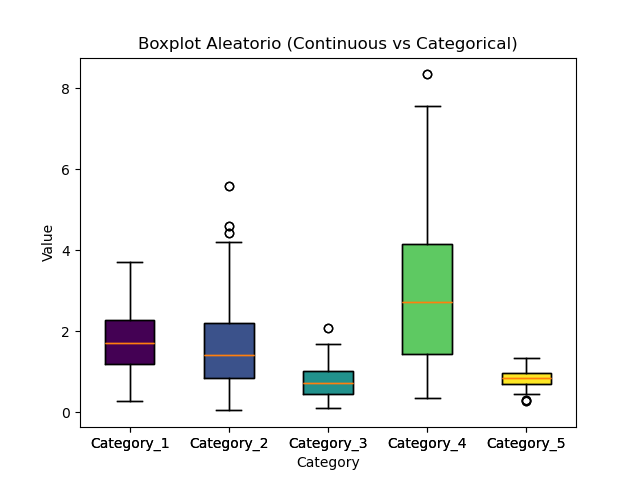 Boxplot Aleatorio (Continuous vs Categorical)
8
6
4
2
0
Value
Category_1 Category_2 Category_3 Category_4 Category_5
Category